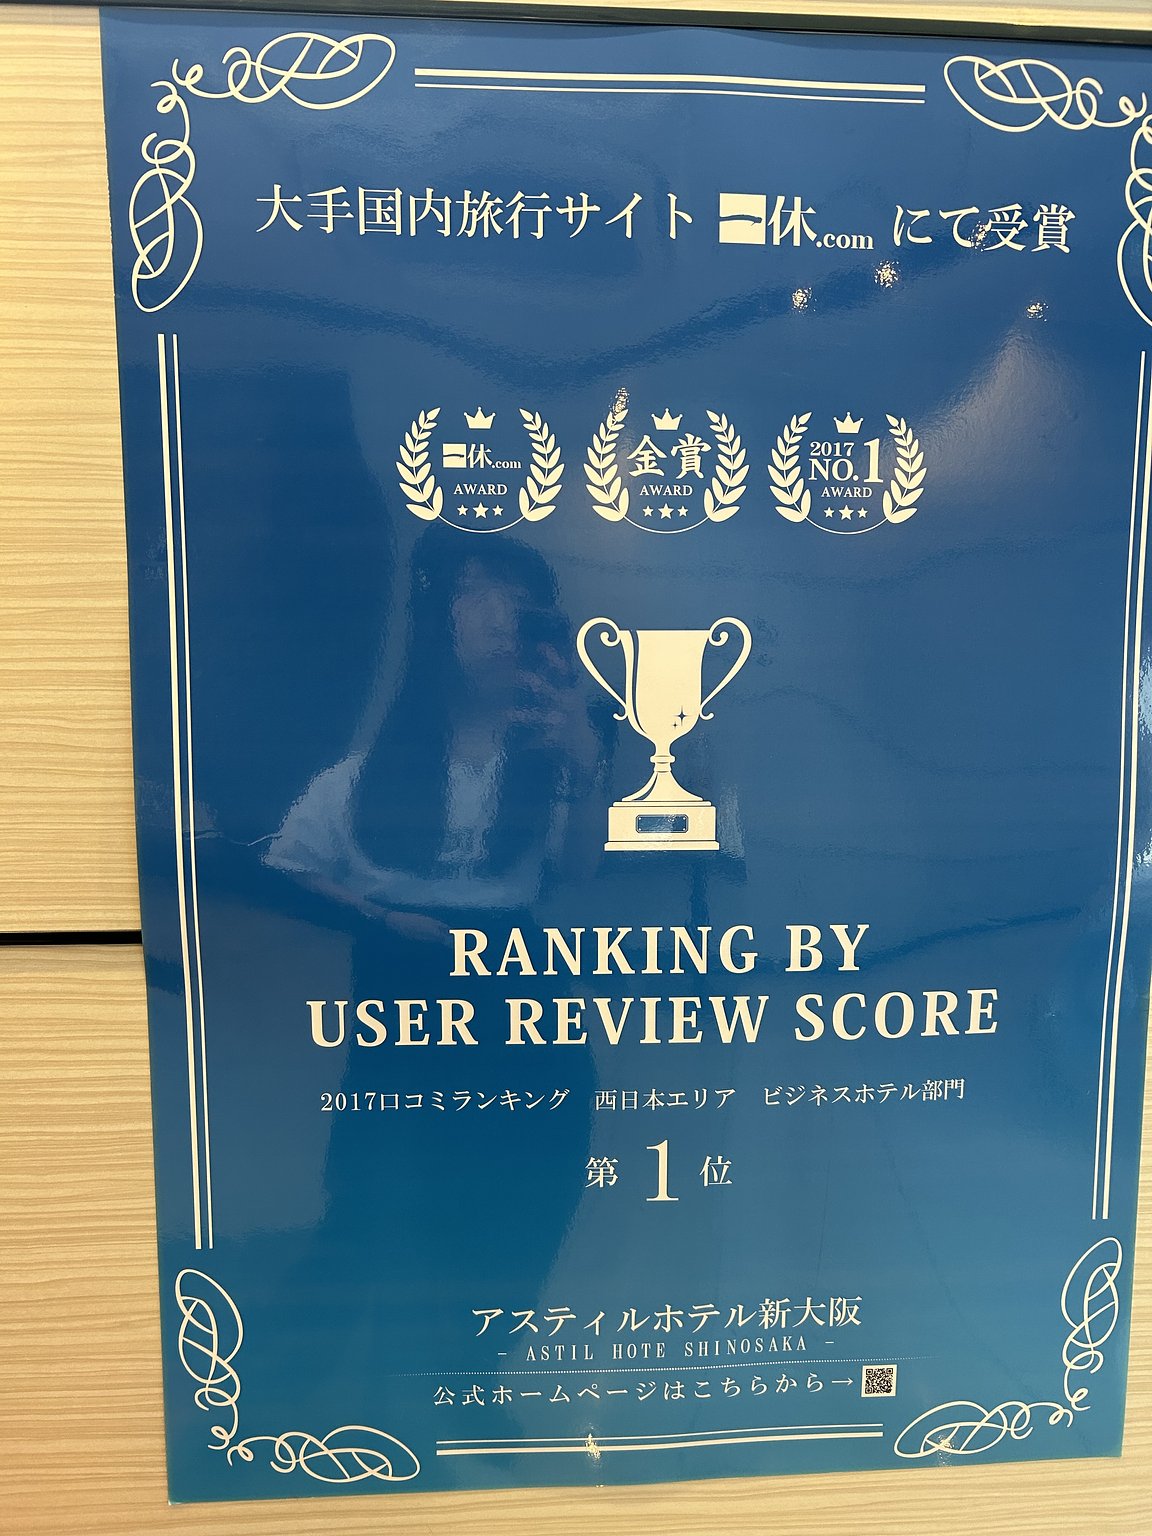 大手国内旅行サイト 一休.com にて受賞
一休.com
AWARD
金賞
AWARD
2017
NO.1
AWARD
RANKING BY
USER REVIEW SCORE
2017口コミランキング 西日本エリア ビジネスホテル部門
第 1 位
アスティルホテル新大阪
- ASTIL HOTE SHINOSAKA -
公式ホームページはこちらから→